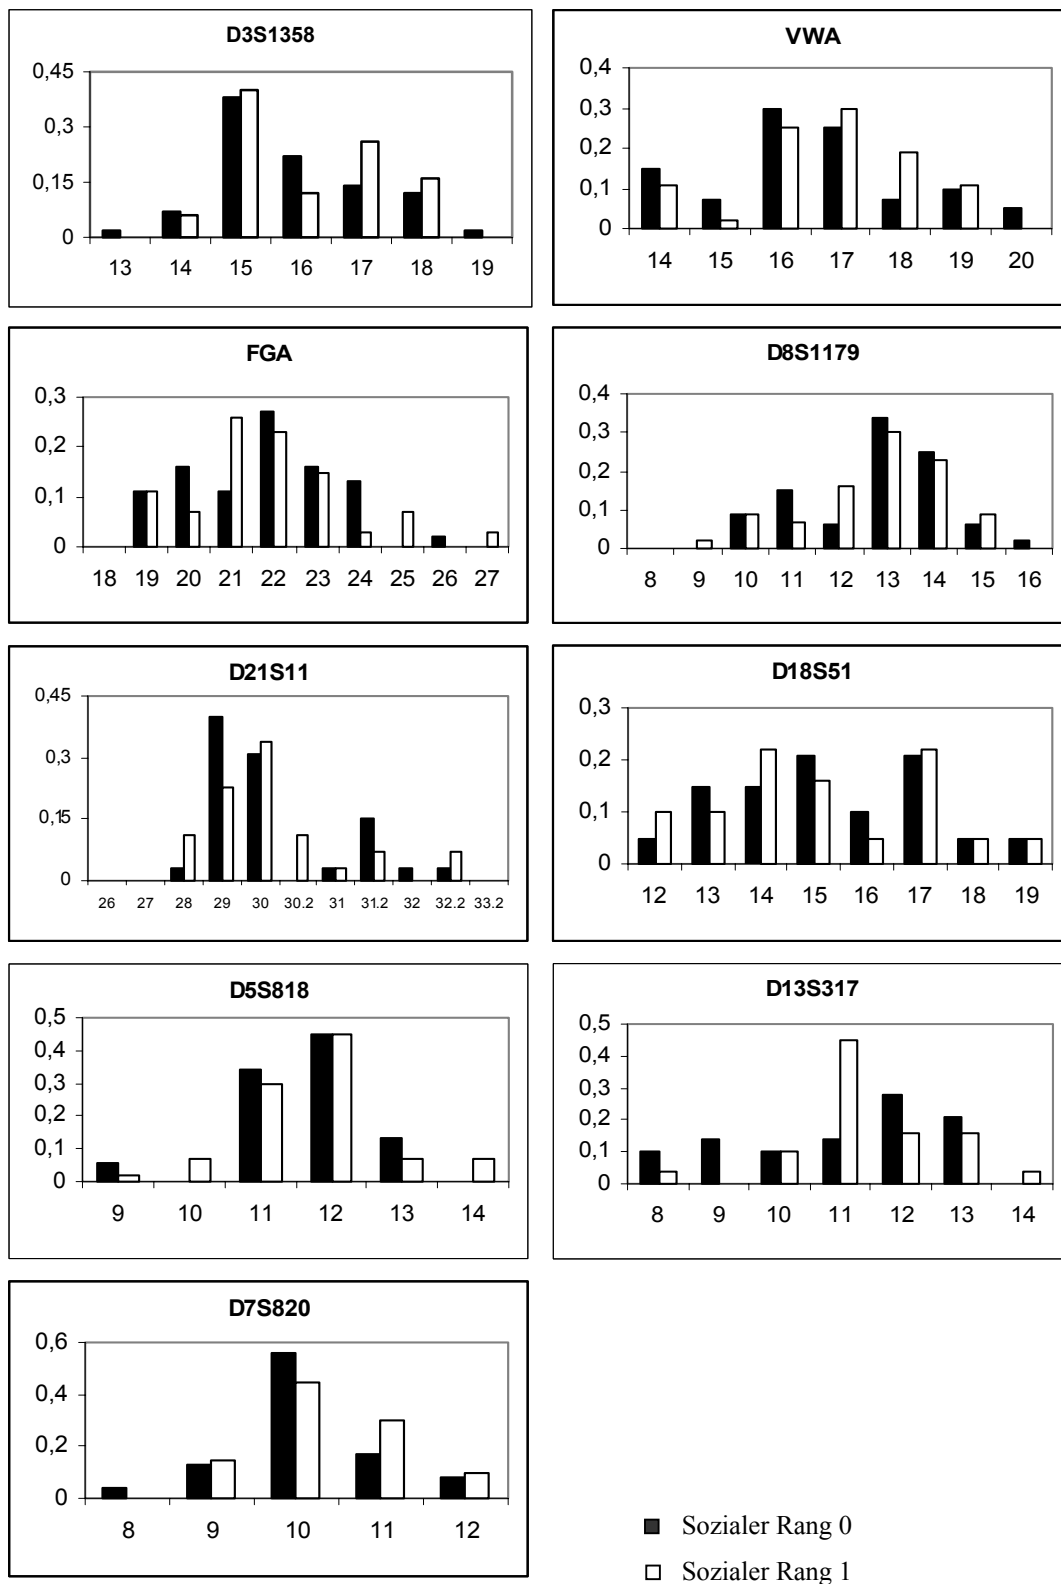 D3S1358
0,45
0,3
0,15
0
13 14 15 16 17 18 19
VWA
0,4
0,3
0,2
0,1
0
14 15 16 17 18 19 20
FGA
0,3
0,2
0,1
0
18 19 20 21 22 23 24 25 26 27
D8S1179
0,4
0,3
0,2
0,1
0
8 9 10 11 12 13 14 15 16
D21S11
0,45
0,3
0,15
0
26 27 28 29 30 30.2 31 31.2 32 32.2 33.2
D18S51
0,3
0,2
0,1
0
12 13 14 15 16 17 18 19
D5S818
0,5
0,4
0,3
0,2
0,1
0
9 10 11 12 13 14
D13S317
0,5
0,4
0,3
0,2
0,1
0
8 9 10 11 12 13 14
D7S820
0,6
0,4
0,2
0
8 9 10 11 12
Sozialer Rang 0
Sozialer Rang 1